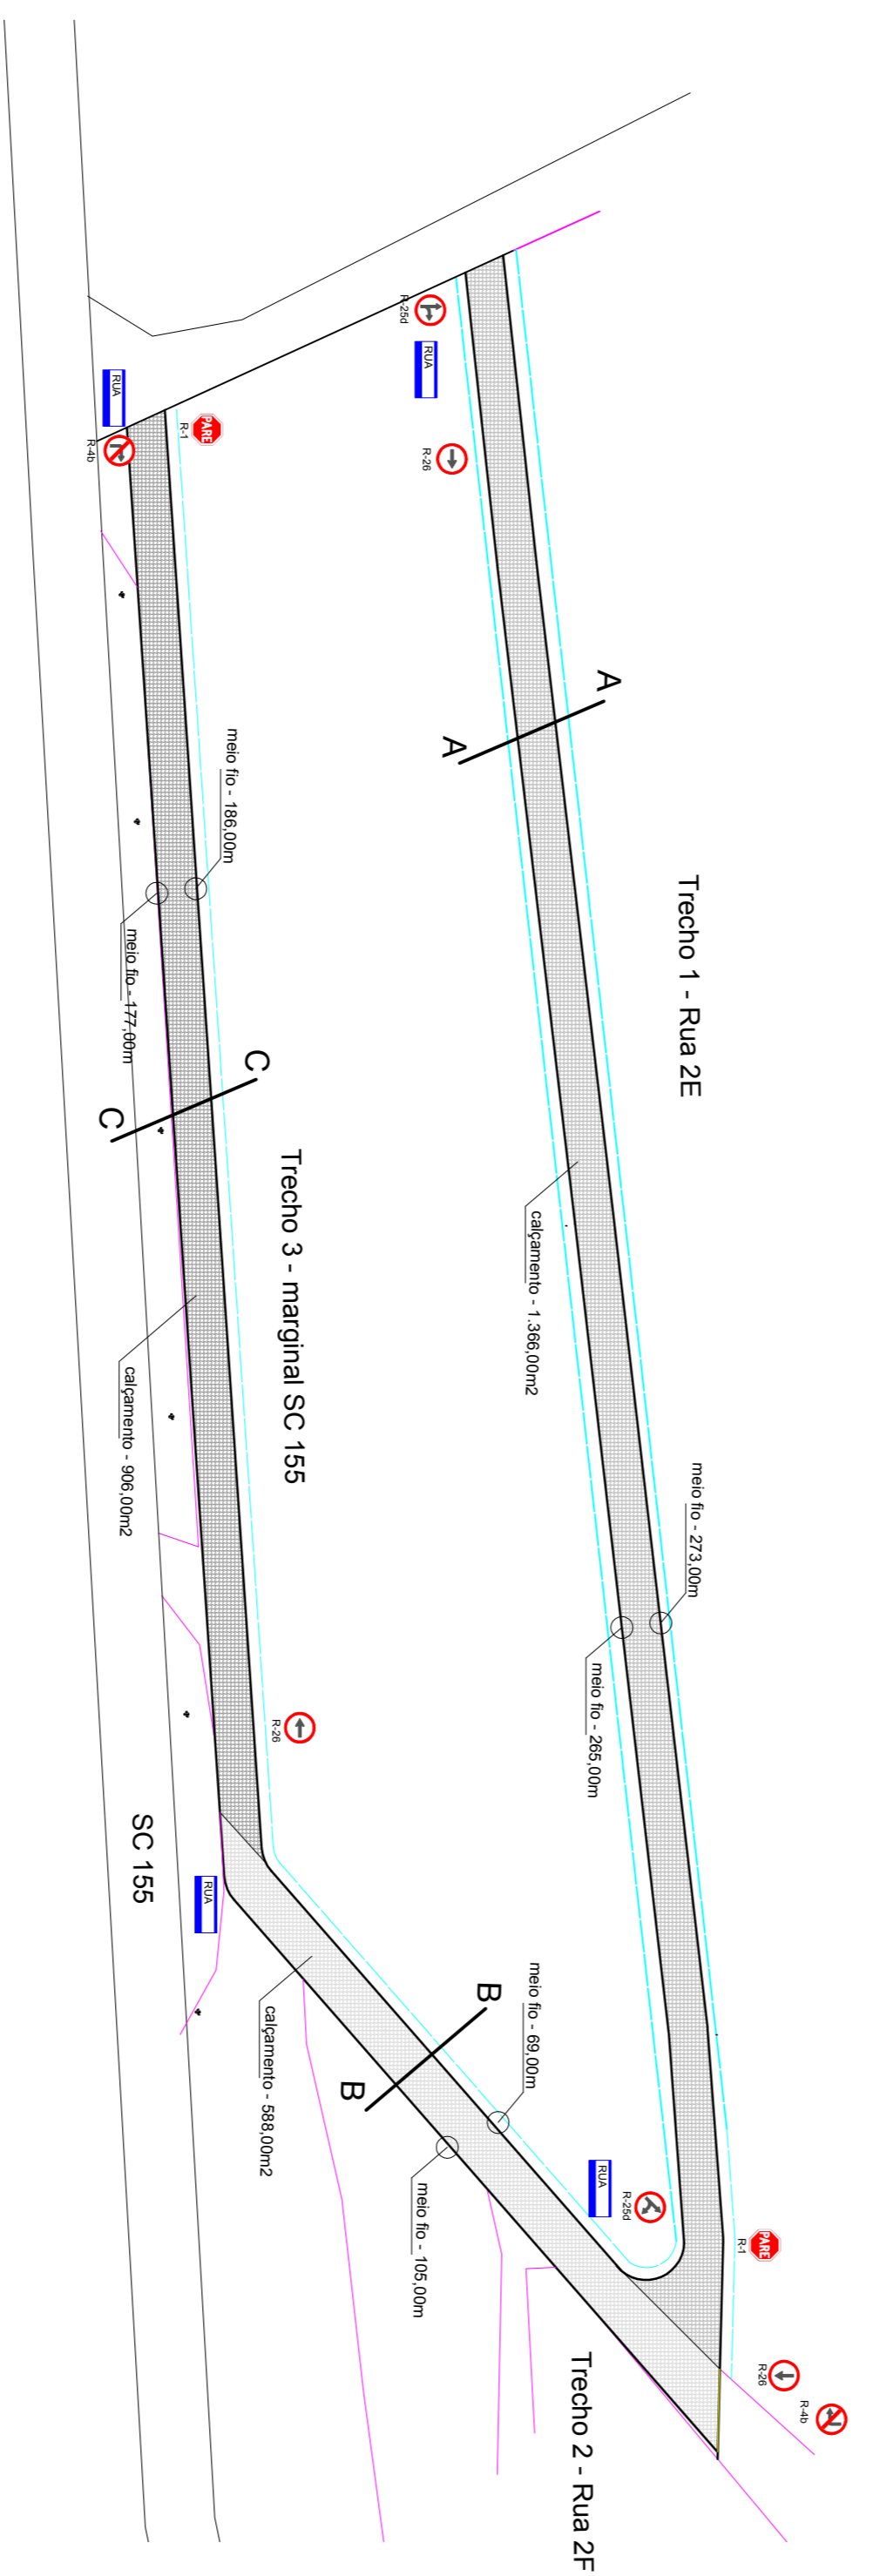 R-25d
RUA
R-26
RUA
R-4b
PARE
R-1
A
A
Trecho 1 - Rua 2E
meio fio - 186,00m
meio fio - 177,00m
C
C
Trecho 3 - marginal SC 155
calçamento - 1.366,00m2
calçamento - 906,00m2
meio fio - 273,00m
meio fio - 265,00m
R-26
SC 155
RUA
B
B
meio fio - 69,00m
calçamento - 588,00m2
meio fio - 105,00m
RUA
R-25d
PARE
R-1
Trecho 2 - Rua 2F
R-26
R-4b